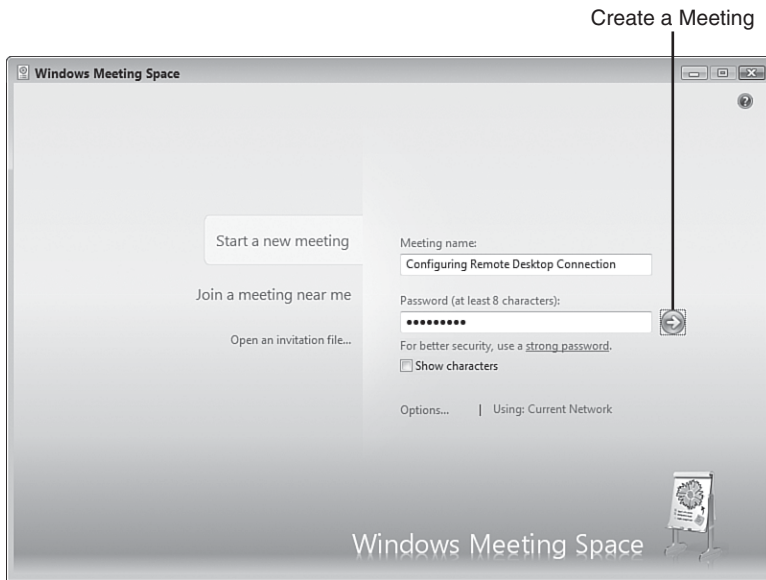 Create a Meeting
Windows Meeting Space
Start a new meeting
Join a meeting near me
Open an invitation file...
Meeting name:
Configuring Remote Desktop Connection
Password (at least 8 characters):
•••••••••
For better security, use a strong password.
Show characters
Options... | Using: Current Network
Windows Meeting Space